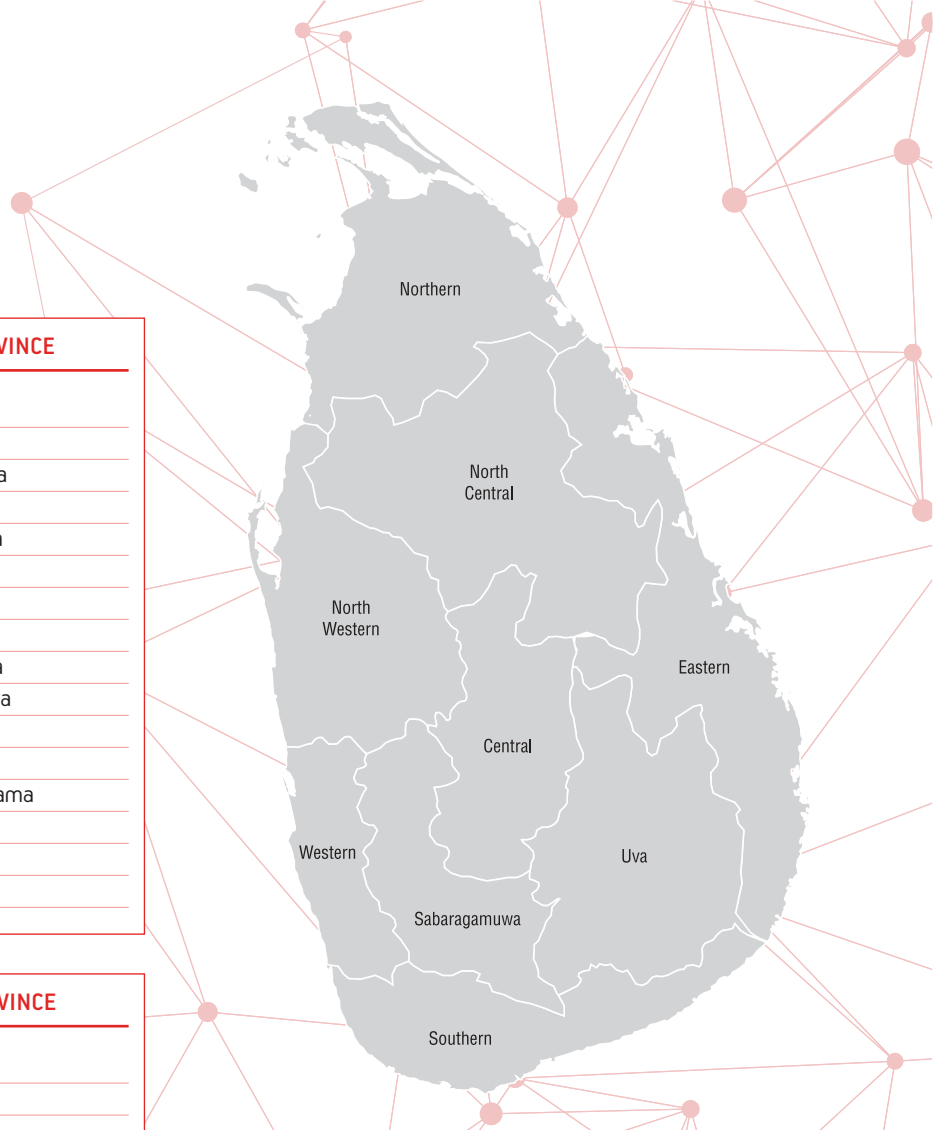 VINCE
a
a
a
a
ama
VINCE
Northern
North
Central
North
Western
Eastern
Central
Western
Uva
Sabaragamuwa
Southern